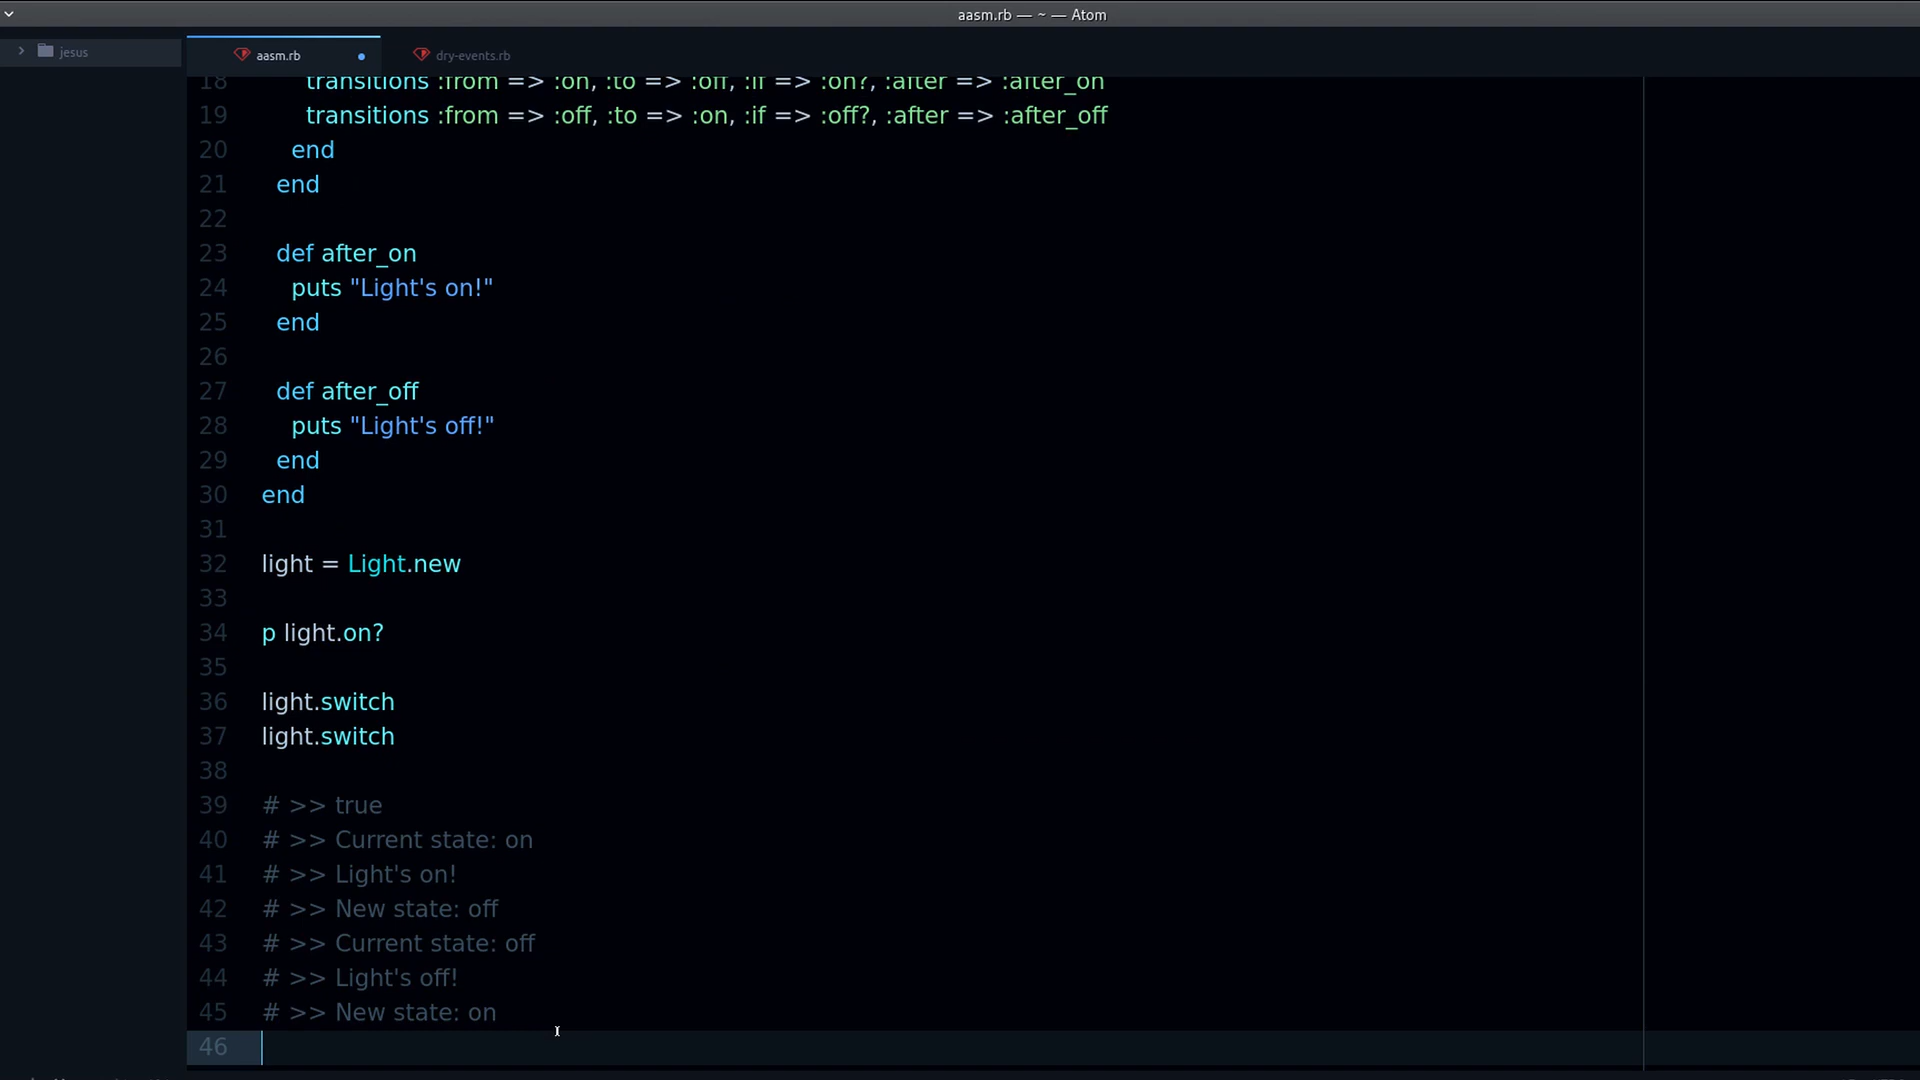 aasm.rb — ~ — Atom
jesus
aasm.rb
dry-events.rb
18 transitions :from => :on, :to => :off, :if => :on?, :after => :after_on
19 transitions :from => :off, :to => :on, :if => :off?, :after => :after_off
20 end
21 end
22
23 def after_on
24 puts "Light's on!"
25 end
26
27 def after_off
28 puts "Light's off!"
29 end
30 end
31
32 light = Light.new
33
34 p light.on?
35
36 light.switch
37 light.switch
38
39 # >> true
40 # >> Current state: on
41 # >> Light's on!
42 # >> New state: off
43 # >> Current state: off
44 # >> Light's off!
45 # >> New state: on
46